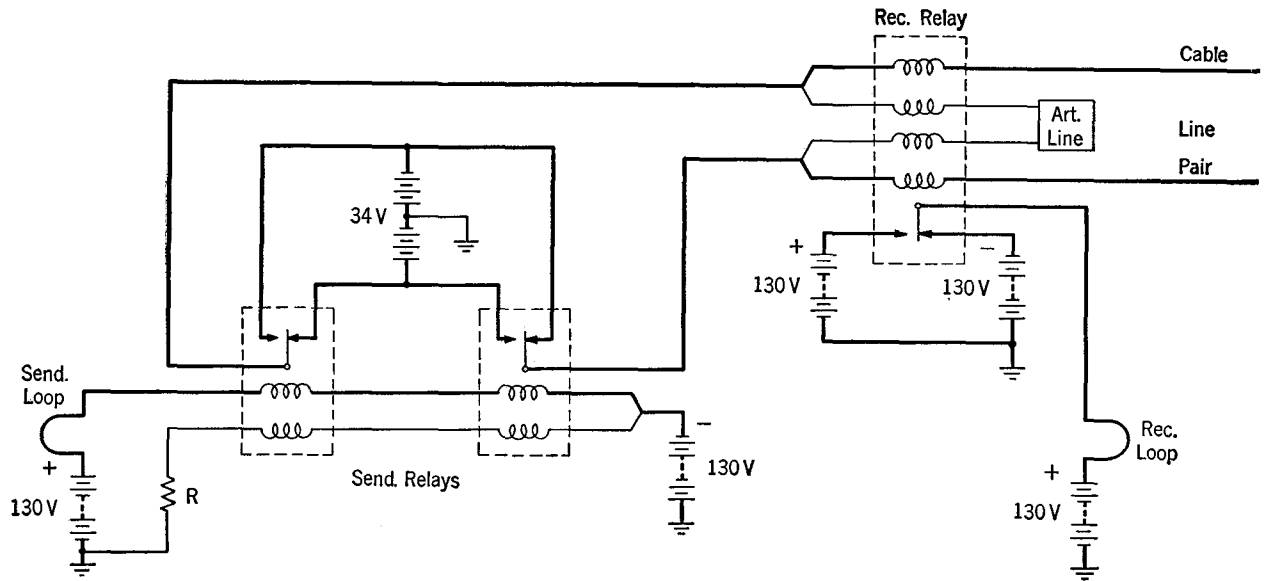 Rec. Relay
Cable
Art.
Line
Line
Pair
34 V
+
130 V
−
130 V
Send.
Loop
+
130 V
R
Send. Relays
−
130 V
Rec.
Loop
+
130 V